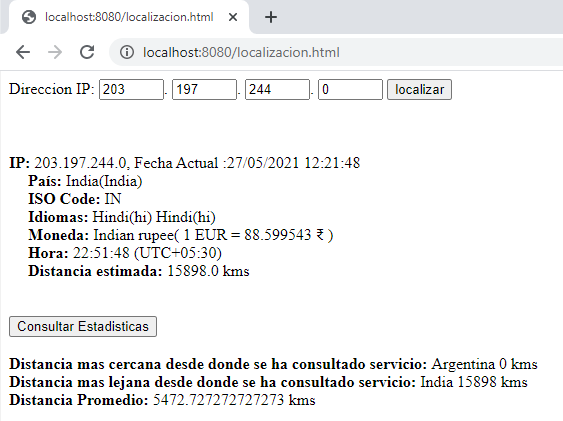 localhost:8080/localizacion.html
localhost:8080/localizacion.html
Direccion IP: 203. 197. 244. 0 localizar
IP: 203.197.244.0, Fecha Actual :27/05/2021 12:21:48
País: India(India)
ISO Code: IN
Idiomas: Hindi(hi) Hindi(hi)
Moneda: Indian rupee( 1 EUR = 88.599543 ₹ )
Hora: 22:51:48 (UTC+05:30)
Distancia estimada: 15898.0 kms
Consultar Estadisticas
Distancia mas cercana desde donde se ha consultado servicio: Argentina 0 kms
Distancia mas lejana desde donde se ha consultado servicio: India 15898 kms
Distancia Promedio: 5472.727272727273 kms